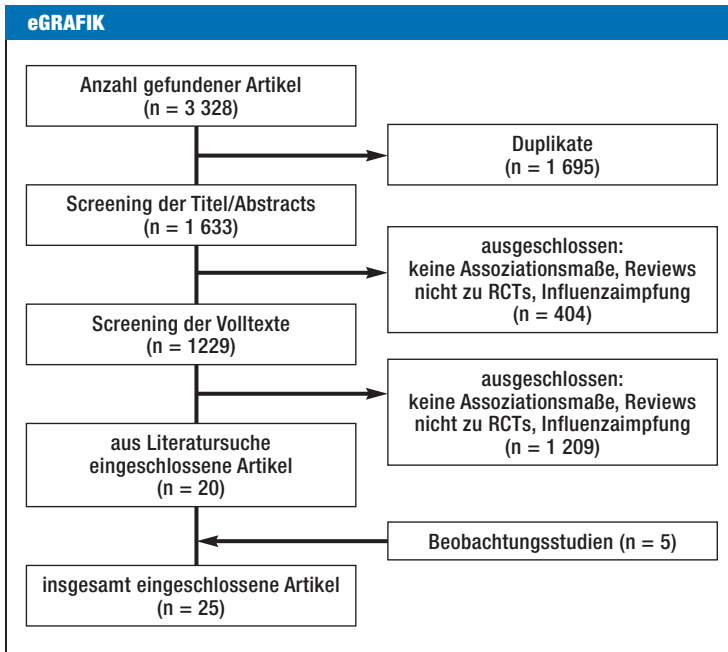 eGRAFIK
Anzahl gefundener Artikel
(n = 3 328)
Duplikate
(n = 1 695)
Screening der Titel/Abstracts
(n = 1 633)
ausgeschlossen:
keine Assoziationsmaße, Reviews
nicht zu RCTs, Influenzaimpfung
(n = 404)
Screening der Volltexte
(n = 1229)
ausgeschlossen:
keine Assoziationsmaße, Reviews
nicht zu RCTs, Influenzaimpfung
(n = 1 209)
aus Literatursuche
eingeschlossene Artikel
(n = 20)
Beobachtungsstudien (n = 5)
insgesamt eingeschlossene Artikel
(n = 25)